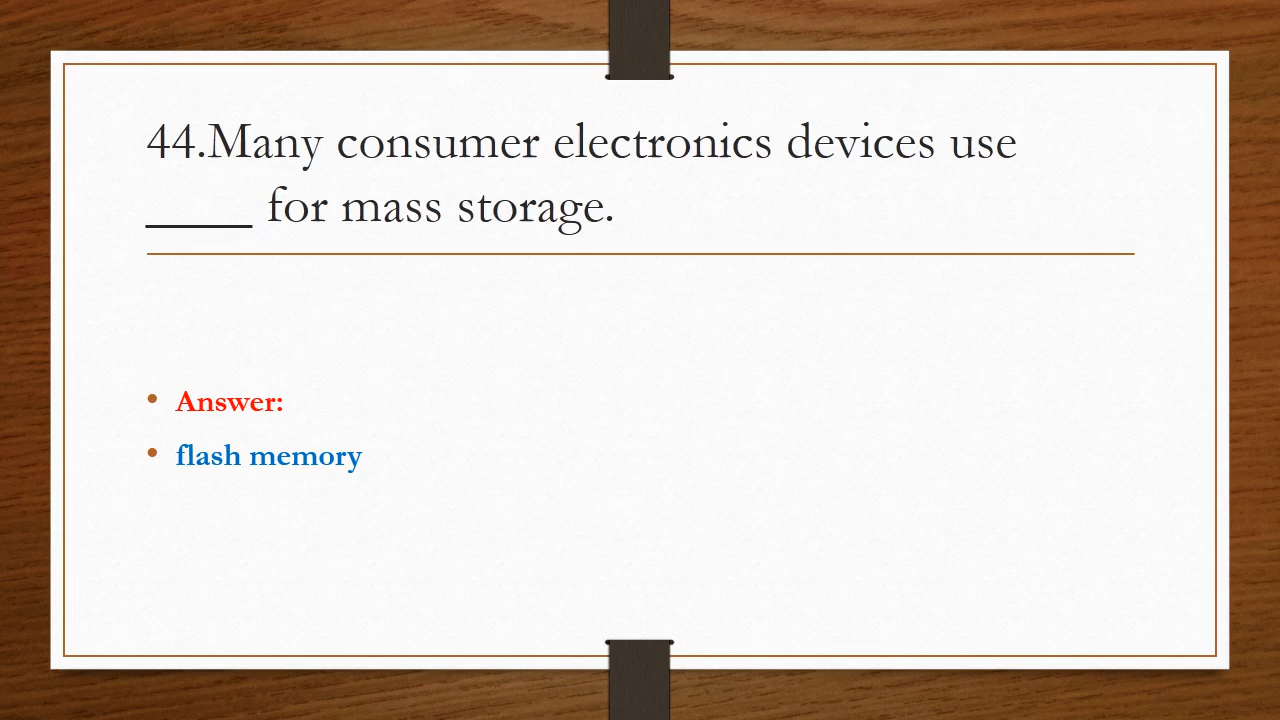 44.Many consumer electronics devices use
____ for mass storage.
• Answer:
• flash memory